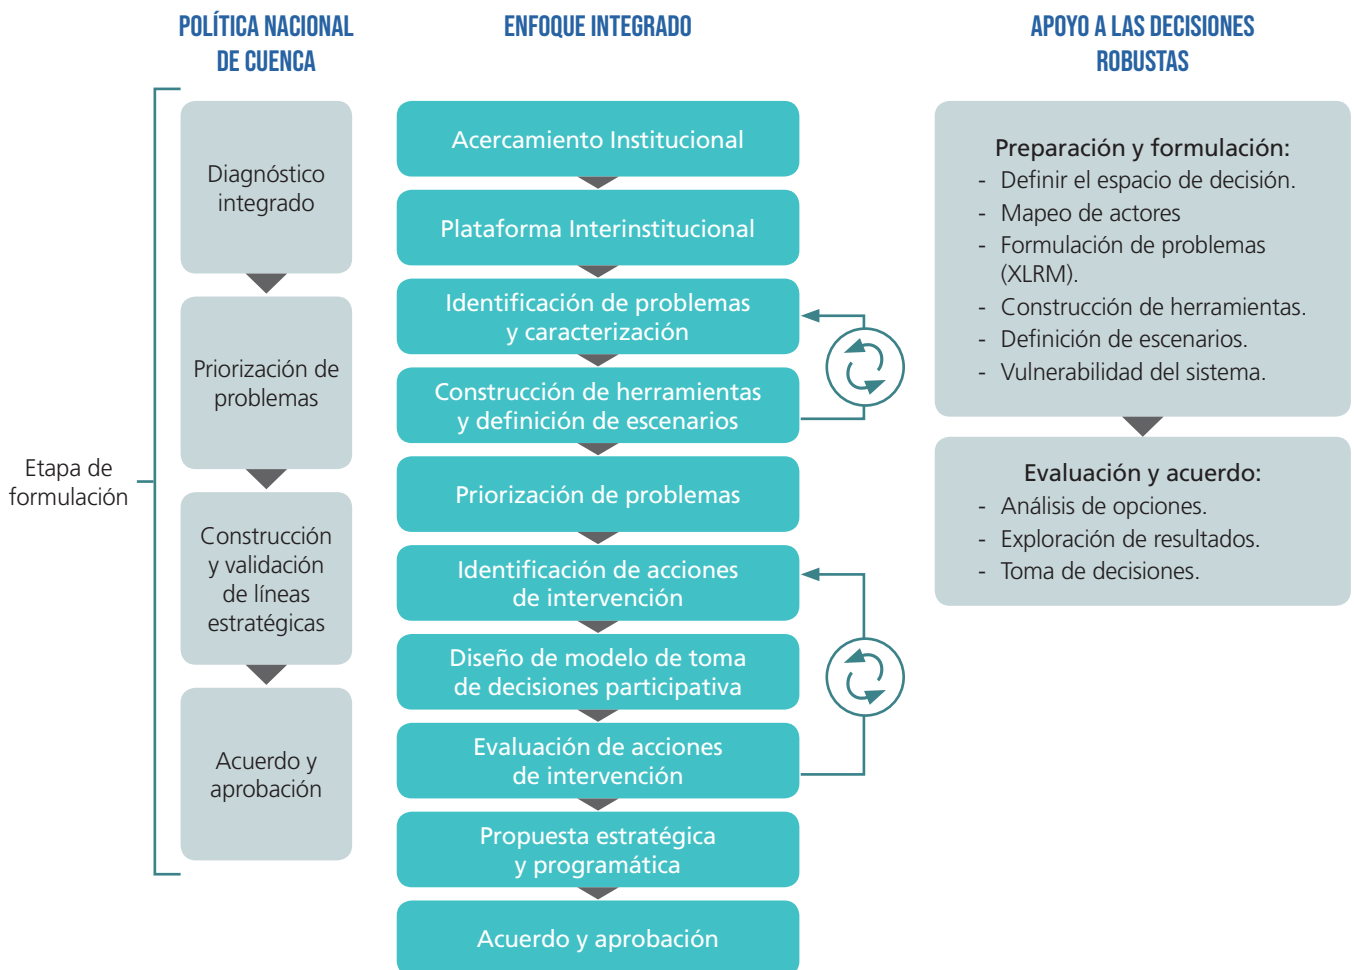 POLÍTICA NACIONAL
DE CUENCA
Etapa de
formulación
Diagnóstico
integrado
Priorización de
problemas
Construcción
y validación
de líneas
estratégicas
Acuerdo y
aprobación
ENFOQUE INTEGRADO
Acercamiento Institucional
Plataforma Interinstitucional
Identificación de problemas
y caracterización
Construcción de herramientas
y definición de escenarios
Priorización de problemas
Identificación de acciones
de intervención
Diseño de modelo de toma
de decisiones participativa
Evaluación de acciones
de intervención
Propuesta estratégica
y programática
Acuerdo y aprobación
APOYO A LAS DECISIONES
ROBUSTAS
Preparación y formulación:
- Definir el espacio de decisión.
- Mapeo de actores
- Formulación de problemas
(XLRM).
- Construcción de herramientas.
- Definición de escenarios.
- Vulnerabilidad del sistema.
Evaluación y acuerdo:
- Análisis de opciones.
- Exploración de resultados.
- Toma de decisiones.